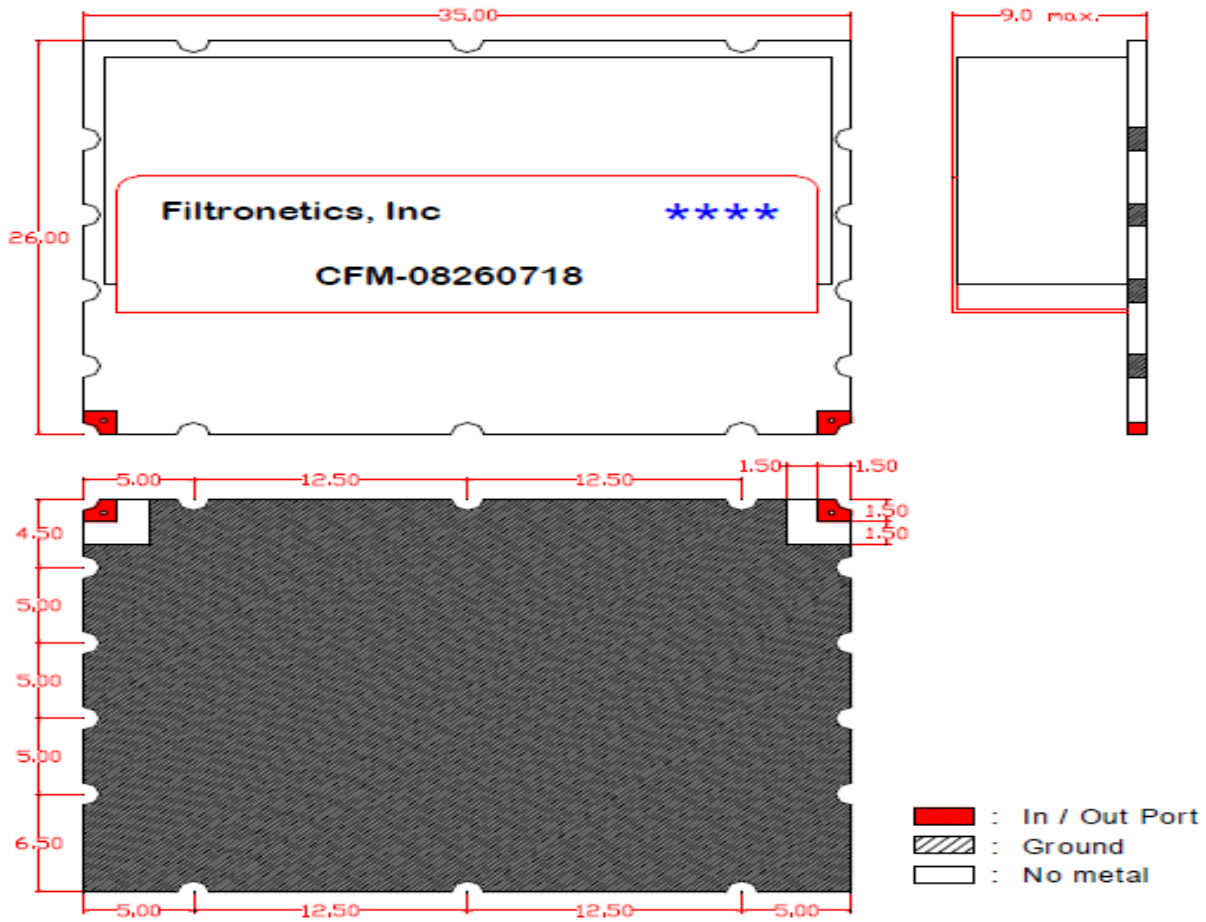 35.00
9.0 max.
26.00
Filtronetics, Inc ****
CFM-08260718
5.00 12.50 12.50 1.50 1.50
4.50 1.50
1.50
5.00
5.00
5.00
6.50
5.00 12.50 12.50 5.00
: In / Out Port
: Ground
: No metal